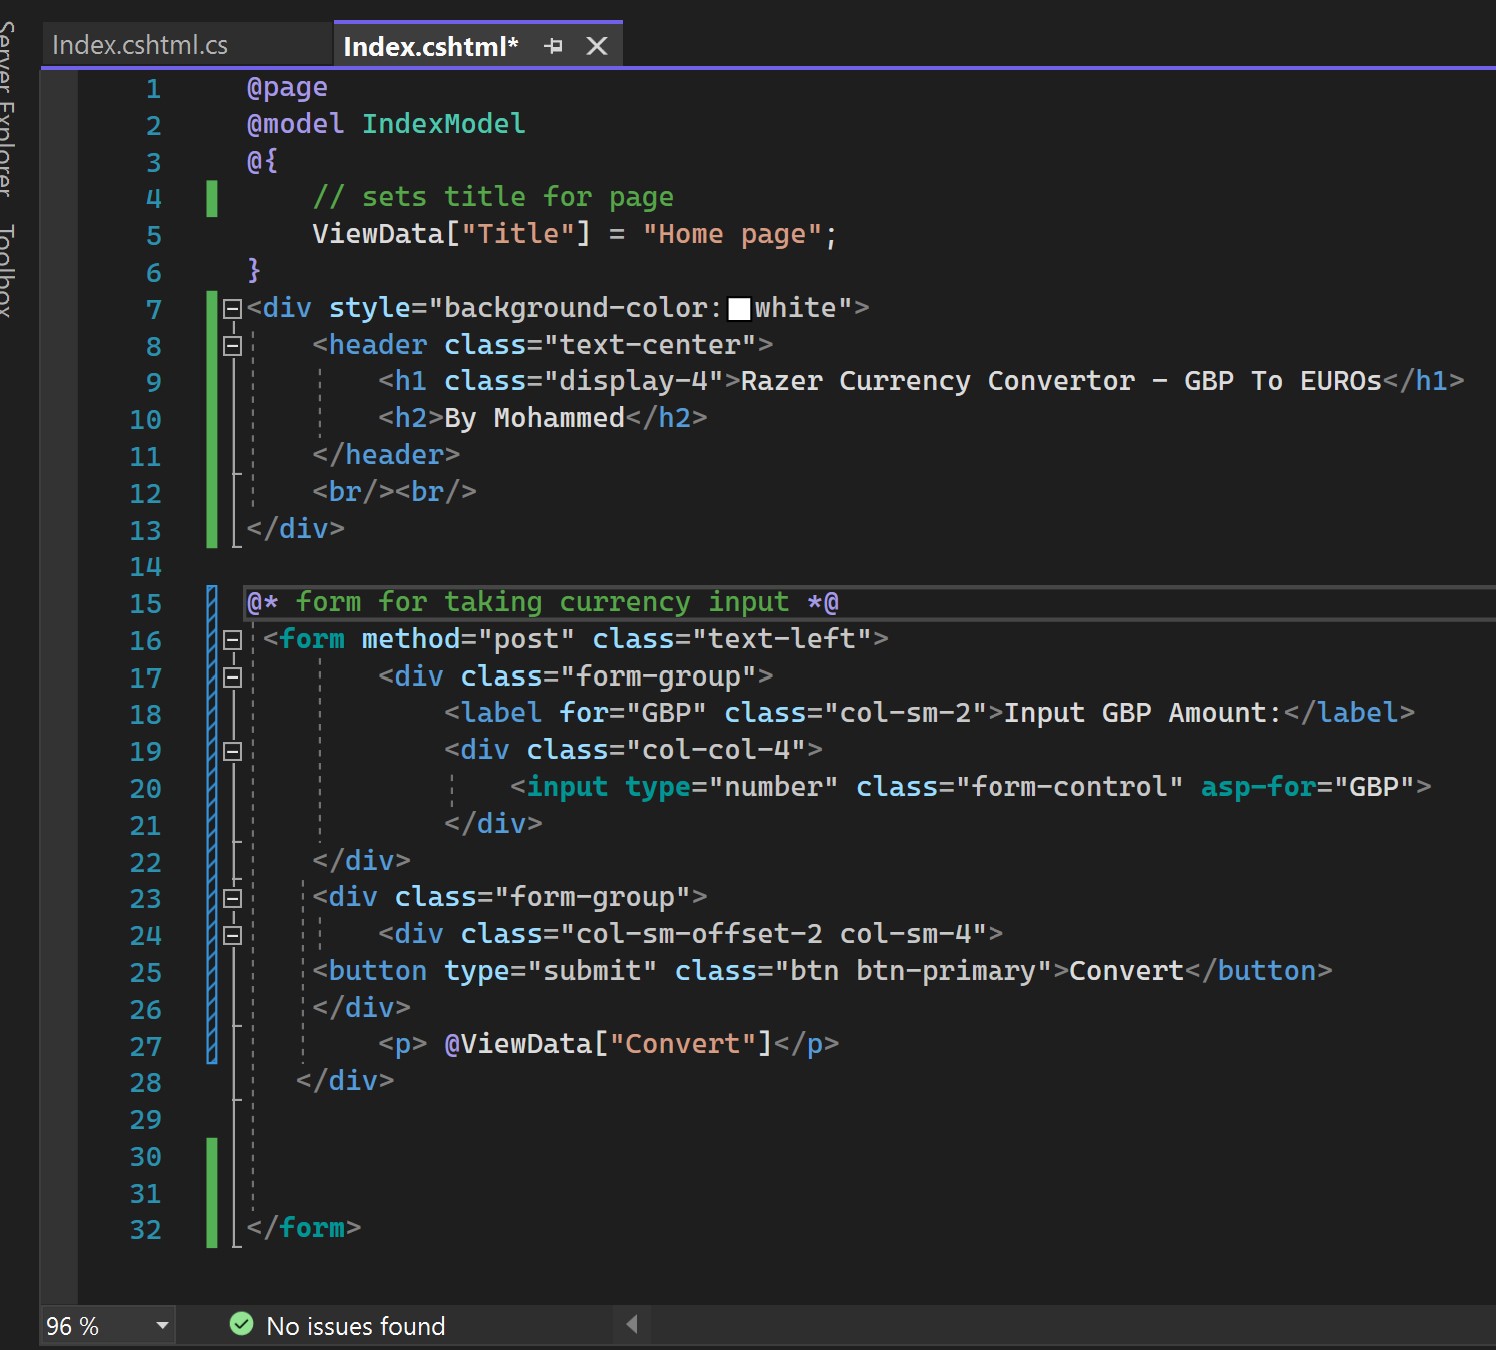 Server Explorer
Toolbox
Index.cshtml.cs
Index.cshtml*
1 @page
2 @model IndexModel
3 @{
4 // sets title for page
5 ViewData["Title"] = "Home page";
6 }
7 <div style="background-color:white">
8 <header class="text-center">
9 <h1 class="display-4">Razer Currency Convertor - GBP To EUROs</h1>
10 <h2>By Mohammed</h2>
11 </header>
12 <br/><br/>
13 </div>
14
15 @* form for taking currency input *@
16 <form method="post" class="text-left">
17 <div class="form-group">
18 <label for="GBP" class="col-sm-2">Input GBP Amount:</label>
19 <div class="col-col-4">
20 <input type="number" class="form-control" asp-for="GBP">
21 </div>
22 </div>
23 <div class="form-group">
24 <div class="col-sm-offset-2 col-sm-4">
25 <button type="submit" class="btn btn-primary">Convert</button>
26 </div>
27 <p> @ViewData["Convert"]</p>
28 </div>
29
30
31
32 </form>
96 %
No issues found